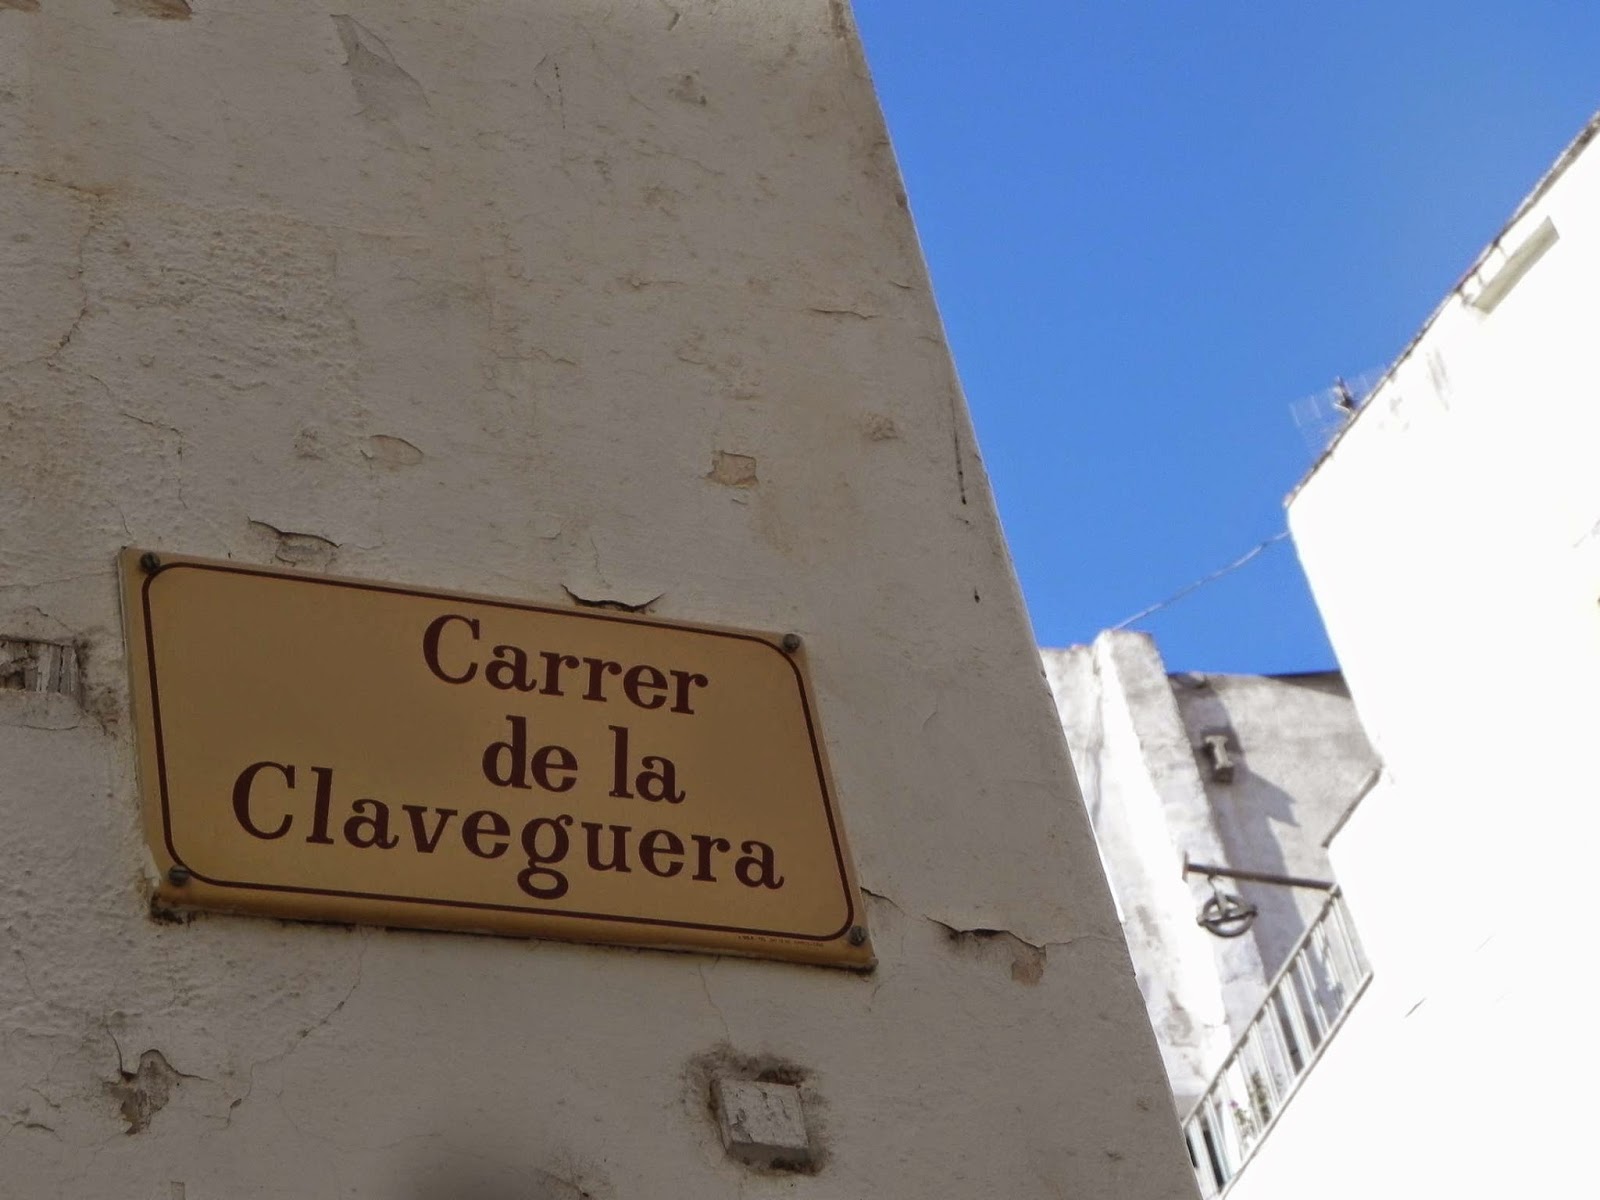 Carrer
de la
Claveguera